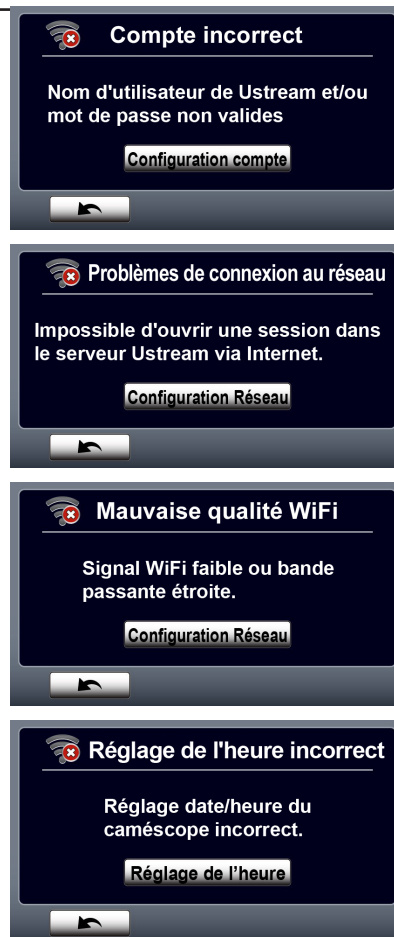 Compte incorrect
Nom d'utilisateur de Ustream et/ou
mot de passe non valides
Configuration compte
Problèmes de connexion au réseau
Impossible d'ouvrir une session dans
le serveur Ustream via Internet.
Configuration Réseau
Mauvaise qualité WiFi
Signal WiFi faible ou bande
passante étroite.
Configuration Réseau
Réglage de l'heure incorrect
Réglage date/heure du
caméscope incorrect.
Réglage de l’heure